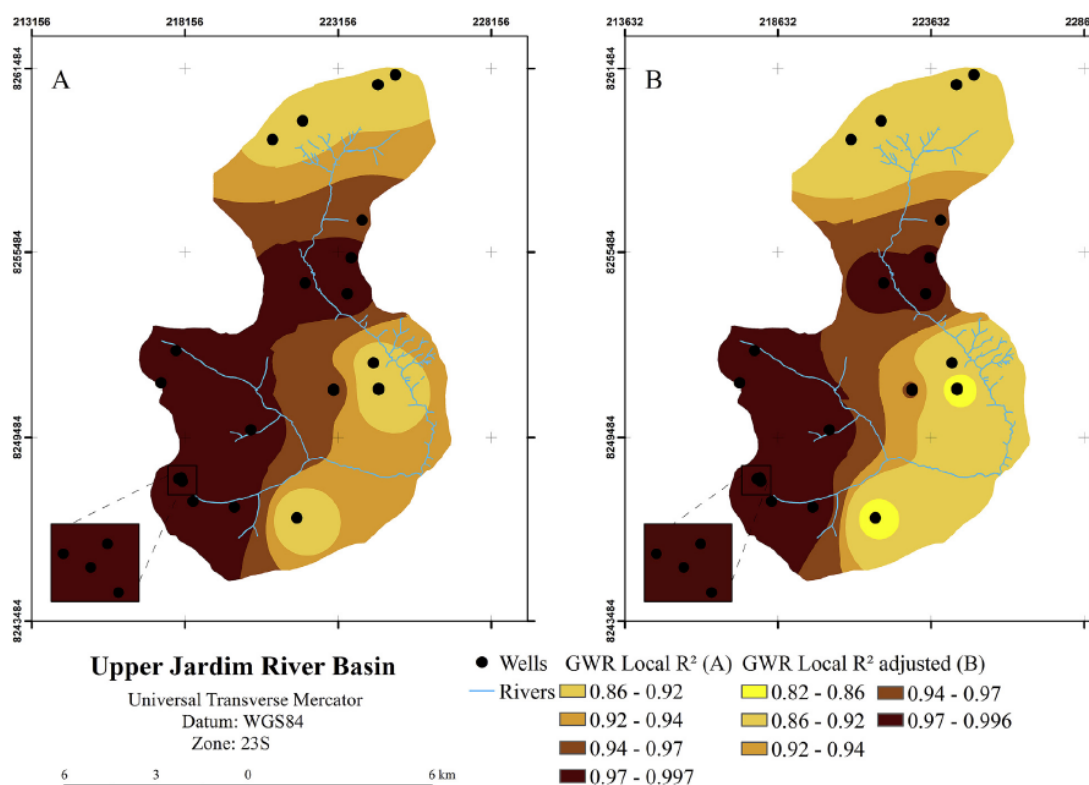 213156 218156 223156 228156
213632 218632 223632
A
B
8261484
8255484
8249484
8243484
8261484
8255484
8249484
8243484
Upper Jardim River Basin
Universal Transverse Mercator
Datum: WGS84
Zone: 23S
6 3 0 6 km
Wells GWR Local R² (A) GWR Local R² adjusted (B)
Rivers 0.86 - 0.92 0.82 - 0.86 0.94 - 0.97
0.92 - 0.94 0.86 - 0.92 0.97 - 0.996
0.94 - 0.97 0.92 - 0.94
0.97 - 0.997